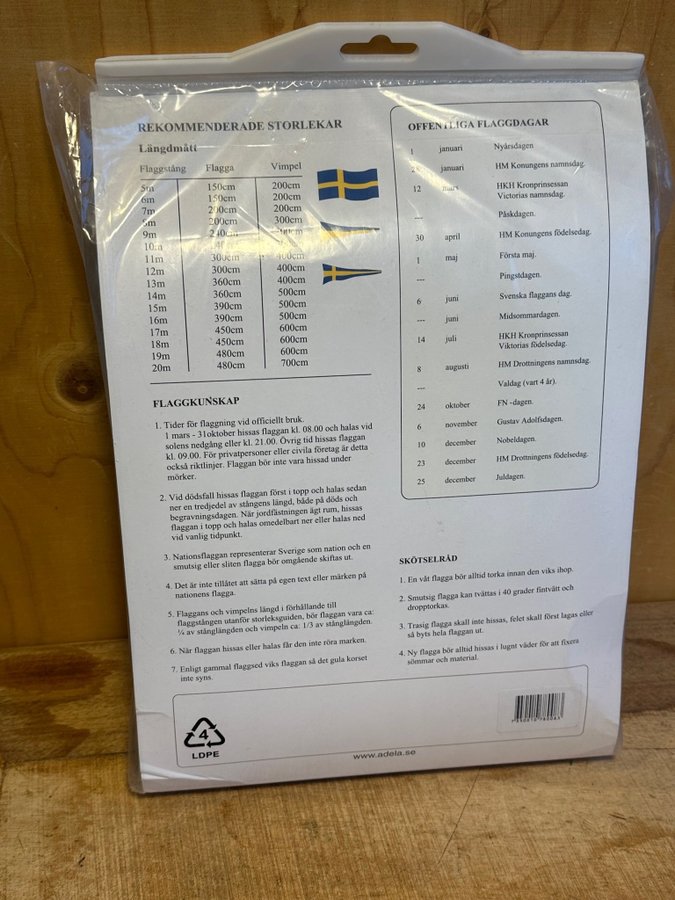 REKOMMENDERADE STORLEKAR
Längdmått
Flaggstång Flagga Vimpel
5m 150cm 200cm
6m 150cm 200cm
7m 200cm 200cm
8m 200cm 300cm
9m 240cm
10m
11m 300cm 400cm
12m 300cm 400cm
13m 360cm 400cm
14m 360cm 500cm
15m 390cm 500cm
16m 390cm 500cm
17m 450cm 600cm
18m 450cm 600cm
19m 480cm 600cm
20m 480cm 700cm
FLAGGKUNSKAP
1. Tider för flaggning vid officiellt bruk.
1 mars - 31oktober hissas flaggan kl. 08.00 och halas vid
solens nedgång eller kl. 21.00. Övrig tid hissas flaggan
kl. 09.00. För privatpersoner eller civila företag är detta
också riktlinjer. Flaggan bör inte vara hissad under
mörker.
2. Vid dödsfall hissas flaggan först i topp och halas sedan
ner en tredjedel av stångens längd, både på döds och
begravningsdagen. När jordfästningen ägt rum, hissas
flaggan i topp och halas omedelbart ner eller halas ned
vid vanlig tidpunkt.
3. Nationsflaggan representerar Sverige som nation och en
smutsig eller sliten flagga bör omgående skiftas ut.
4. Det är inte tillåtet att sätta på egen text eller märken på
nationens flagga.
5. Flaggans och vimpelns längd i förhållande till
flaggstången utanför storleksguiden, bör flaggan vara ca:
¼ av stånglängden och vimpeln ca: 1/3 av stånglängden.
6. När flaggan hissas eller halas får den inte röra marken.
7. Enligt gammal flaggsed viks flaggan så det gula korset
inte syns.
OFFENTLIGA FLAGGDAGAR
1 januari Nyårsdagen
januari HM Konungens namnsdag.
12 mars HKH Kronprinsessan
Victorias namnsdag.
--- Påskdagen.
30 april HM Konungens födelsedag.
1 maj Första maj.
--- Pingstdagen.
6 juni Svenska flaggans dag.
--- juni Midsommardagen.
14 juli HKH Kronprinsessan
Viktorias födelsedag.
8 augusti HM Drottningens namnsdag.
--- Valdag (vart 4 år).
24 oktober FN -dagen.
6 november Gustav Adolfsdagen.
10 december Nobeldagen.
23 december HM Drottningens födelsedag.
25 december Juldagen.
SKÖTSELRÅD
1. En våt flagga bör alltid torka innan den viks ihop.
2. Smutsig flagga kan tvättas i 40 grader fintvätt och
dropptorkas.
3. Trasig flagga skall inte hissas, felet skall först lagas eller
så byts hela flaggan ut.
4. Ny flagga bör alltid hissas i lugnt väder för att fixera
sömmar och material.
4
LDPE
www.adela.se